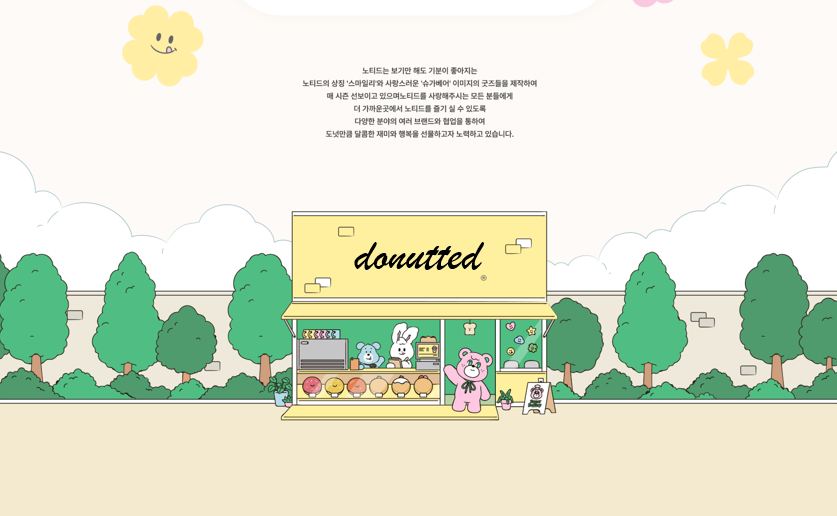 노티드는 보기만 해도 기분이 좋아지는
노티드의 상징 '스마일리'와 사랑스러운 '슈가베어' 이미지의 굿즈들을 제작하여
매 시즌 선보이고 있으며노티드를 사랑해주시는 모든 분들에게
더 가까운곳에서 노티드를 즐기 실 수 있도록
다양한 분야의 여러 브랜드와 협업을 통하여
도넛만큼 달콤한 재미와 행복을 선물하고자 노력하고 있습니다.
donutted
®